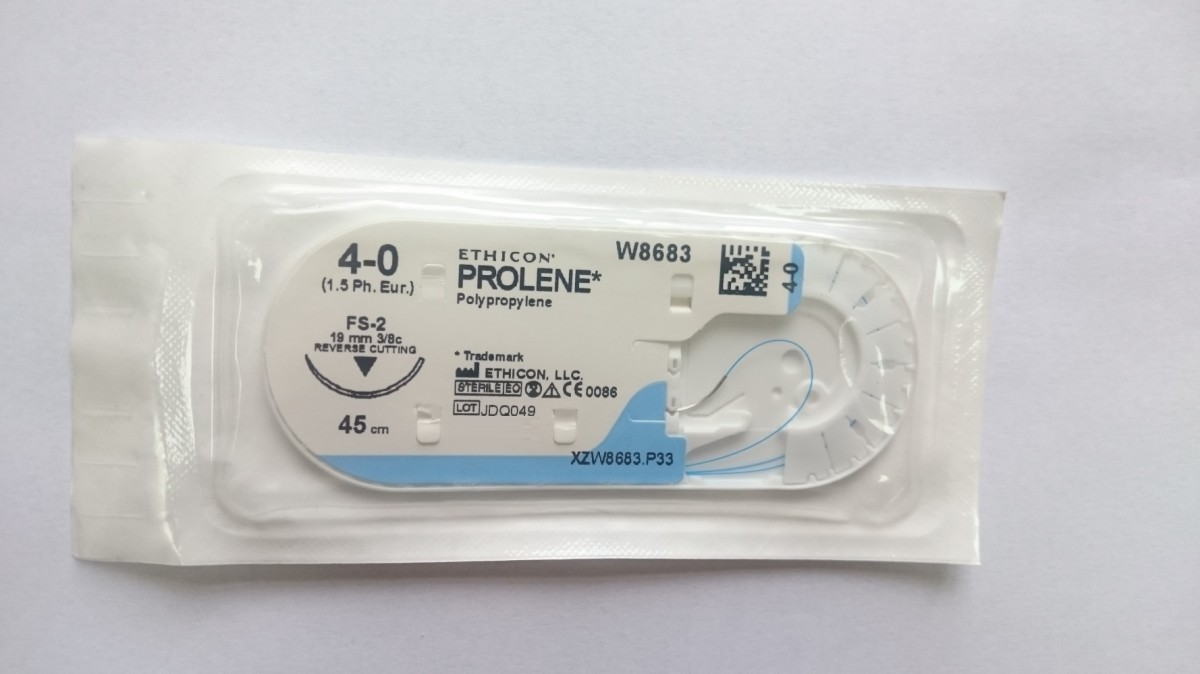 4-0
(1.5 Ph. Eur.)
FS-2
19 mm 3/8c
REVERSE CUTTING
45 cm
ETHICON*
PROLENE*
Polypropylene
* Trademark
ETHICON, LLC.
STERILE EO 2 CE 0086
LOT JDQ049
W8683
4-0
XZW8683.P33